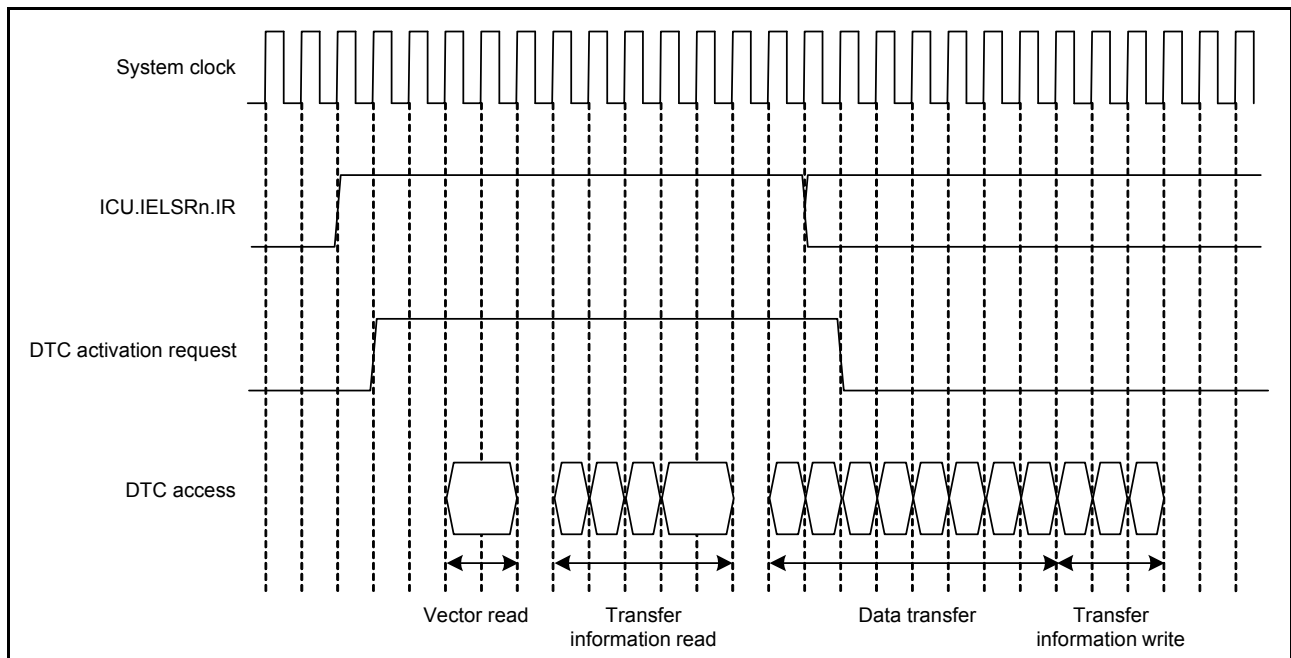 System clock
ICU.IELSRn.IR
DTC activation request
DTC access
Vector read
Transfer
information read
Data transfer
Transfer
information write